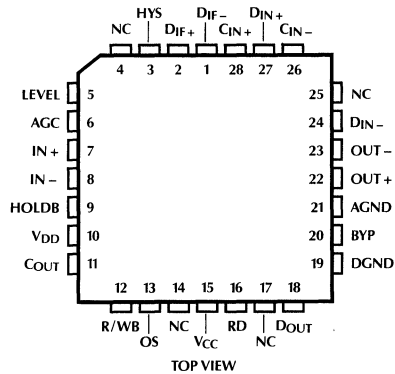 HYS DIF– DIN+
NC DIF+ CIN+ CIN–
4 3 2 1 28 27 26
LEVEL 5 25 NC
AGC 6 24 DIN–
IN+ 7 23 OUT–
IN– 8 22 OUT+
HOLDB 9 21 AGND
VDD 10 20 BYP
COUT 11 19 DGND
12 13 14 15 16 17 18
R/WB NC RD DOUT
OS VCC NC
TOP VIEW